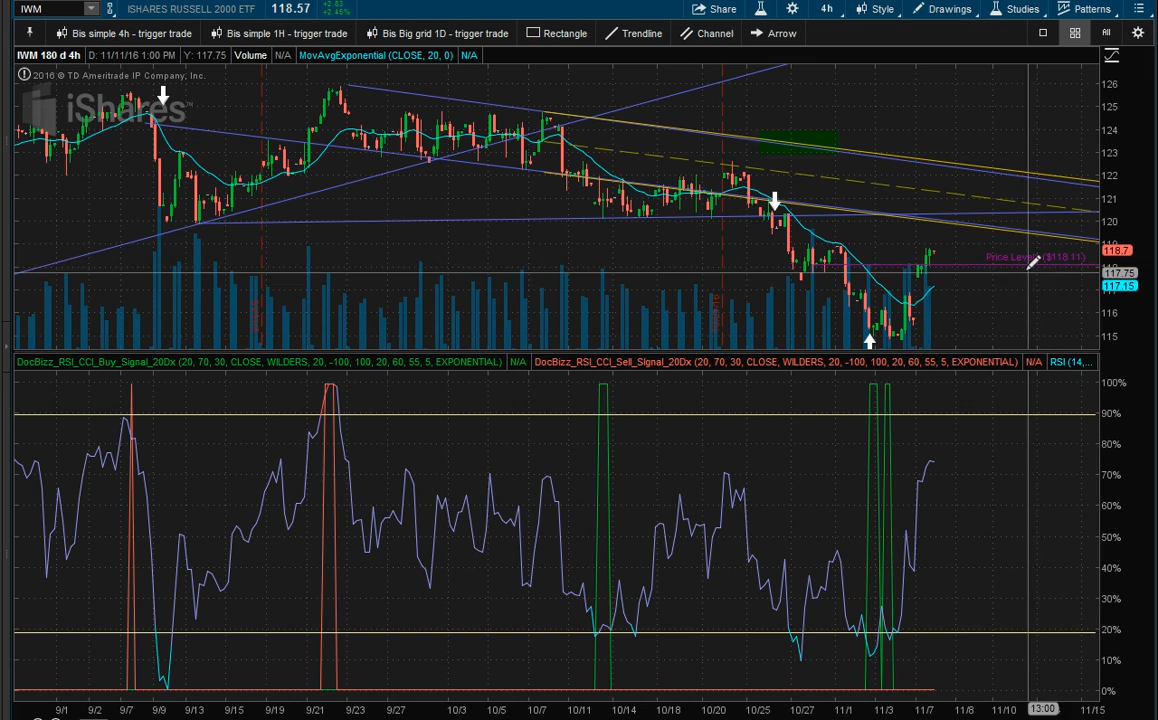 IWM ISHARES RUSSELL 2000 ETF 118.57 +2.83 +2.45% Share 4h Style Drawings Studies Patterns
Bis simple 4h - trigger trade Bis simple 1H - trigger trade Bis Big grid 1D - trigger trade Rectangle Trendline Channel Arrow All
IWM 180 d 4h D: 11/11/16 1:00 PM Y: 117.75 Volume N/A MovAvgExponential (CLOSE, 20, 0) N/A
2016 © TD Ameritrade IP Company, Inc.
iShares
126
125
124
123
122
121
120
118.7
Price Level ($118.11)
117.75
117.15
116
115
DocBizz_RSI_CCI_Buy_Signal_20Dx (20, 70, 30, CLOSE, WILDERS, 20, -100, 100, 20, 60, 55, 5, EXPONENTIAL) N/A DocBizz_RSI_CCI_Sell_SIgnal_20Dx (20, 70, 30, CLOSE, WILDERS, 20, -100, 100, 20, 60, 55, 5, EXPONENTIAL) N/A RSI (14,...
100%
90%
80%
70%
60%
50%
40%
30%
20%
10%
0%
9/1 9/2 9/7 9/9 9/13 9/15 9/19 9/21 9/23 9/27 10/3 10/5 10/7 10/11 10/14 10/18 10/20 10/25 10/27 11/1 11/3 11/7 11/8 11/10 13:00 11/15